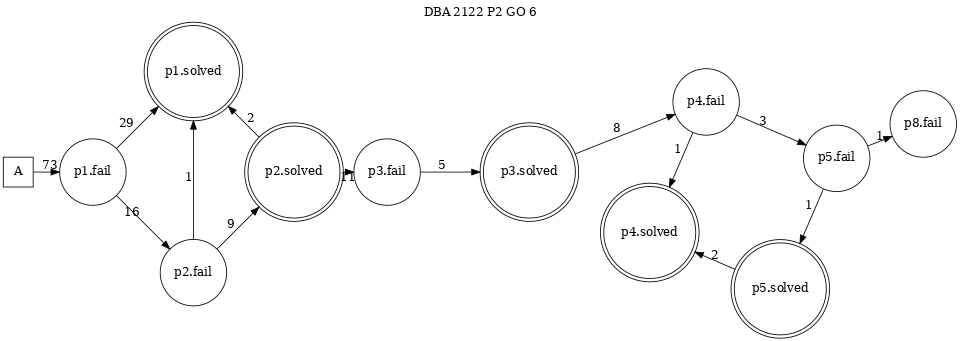 DBA 2122 P2 GO 6
p1.solved
p4.fail
p8.fail
29
2
8
3
1
p5.fail
A
73
p1.fail
1
p2.solved
11
p3.fail
5
p3.solved
1
16
9
1
p4.solved
p2.fail
2
p5.solved